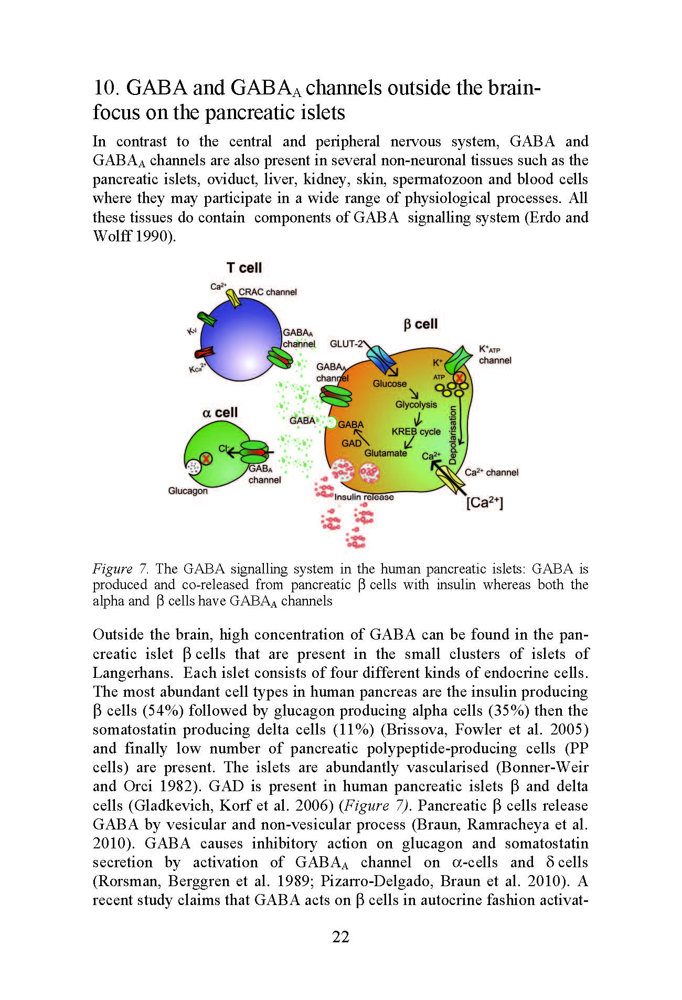 10. GABA and GABAA channels outside the brain-
focus on the pancreatic islets
In contrast to the central and peripheral nervous system, GABA and
GABAA channels are also present in several non-neuronal tissues such as the
pancreatic islets, oviduct, liver, kidney, skin, spermatozoon and blood cells
where they may participate in a wide range of physiological processes. All
these tissues do contain components of GABA signalling system (Erdo and
Wolff 1990).
T cell
Ca2+
CRAC channel
KV
KCa2+
GABAA
channel
β cell
GLUT-2
GABAA
channel
K+ATP
channel
K+
ATP
X
Glucose
Glycolysis
KREB cycle
Glutamate
GAD
GABA
GABA
Depolarisation
Ca2+
Ca2+ channel
[Ca2+]
Insulin release
α cell
Cl-
X
GABA
channel
Glucagon
Figure 7. The GABA signalling system in the human pancreatic islets: GABA is
produced and co-released from pancreatic β cells with insulin whereas both the
alpha and β cells have GABAA channels
Outside the brain, high concentration of GABA can be found in the pan-
creatic islet β cells that are present in the small clusters of islets of
Langerhans. Each islet consists of four different kinds of endocrine cells.
The most abundant cell types in human pancreas are the insulin producing
β cells (54%) followed by glucagon producing alpha cells (35%) then the
somatostatin producing delta cells (11%) (Brissova, Fowler et al. 2005)
and finally low number of pancreatic polypeptide-producing cells (PP
cells) are present. The islets are abundantly vascularised (Bonner-Weir
and Orci 1982). GAD is present in human pancreatic islets β and delta
cells (Gladkevich, Korf et al. 2006) (Figure 7). Pancreatic β cells release
GABA by vesicular and non-vesicular process (Braun, Ramracheya et al.
2010). GABA causes inhibitory action on glucagon and somatostatin
secretion by activation of GABAA channel on α-cells and δ cells
(Rorsman, Berggren et al. 1989; Pizarro-Delgado, Braun et al. 2010). A
recent study claims that GABA acts on β cells in autocrine fashion activat-
22